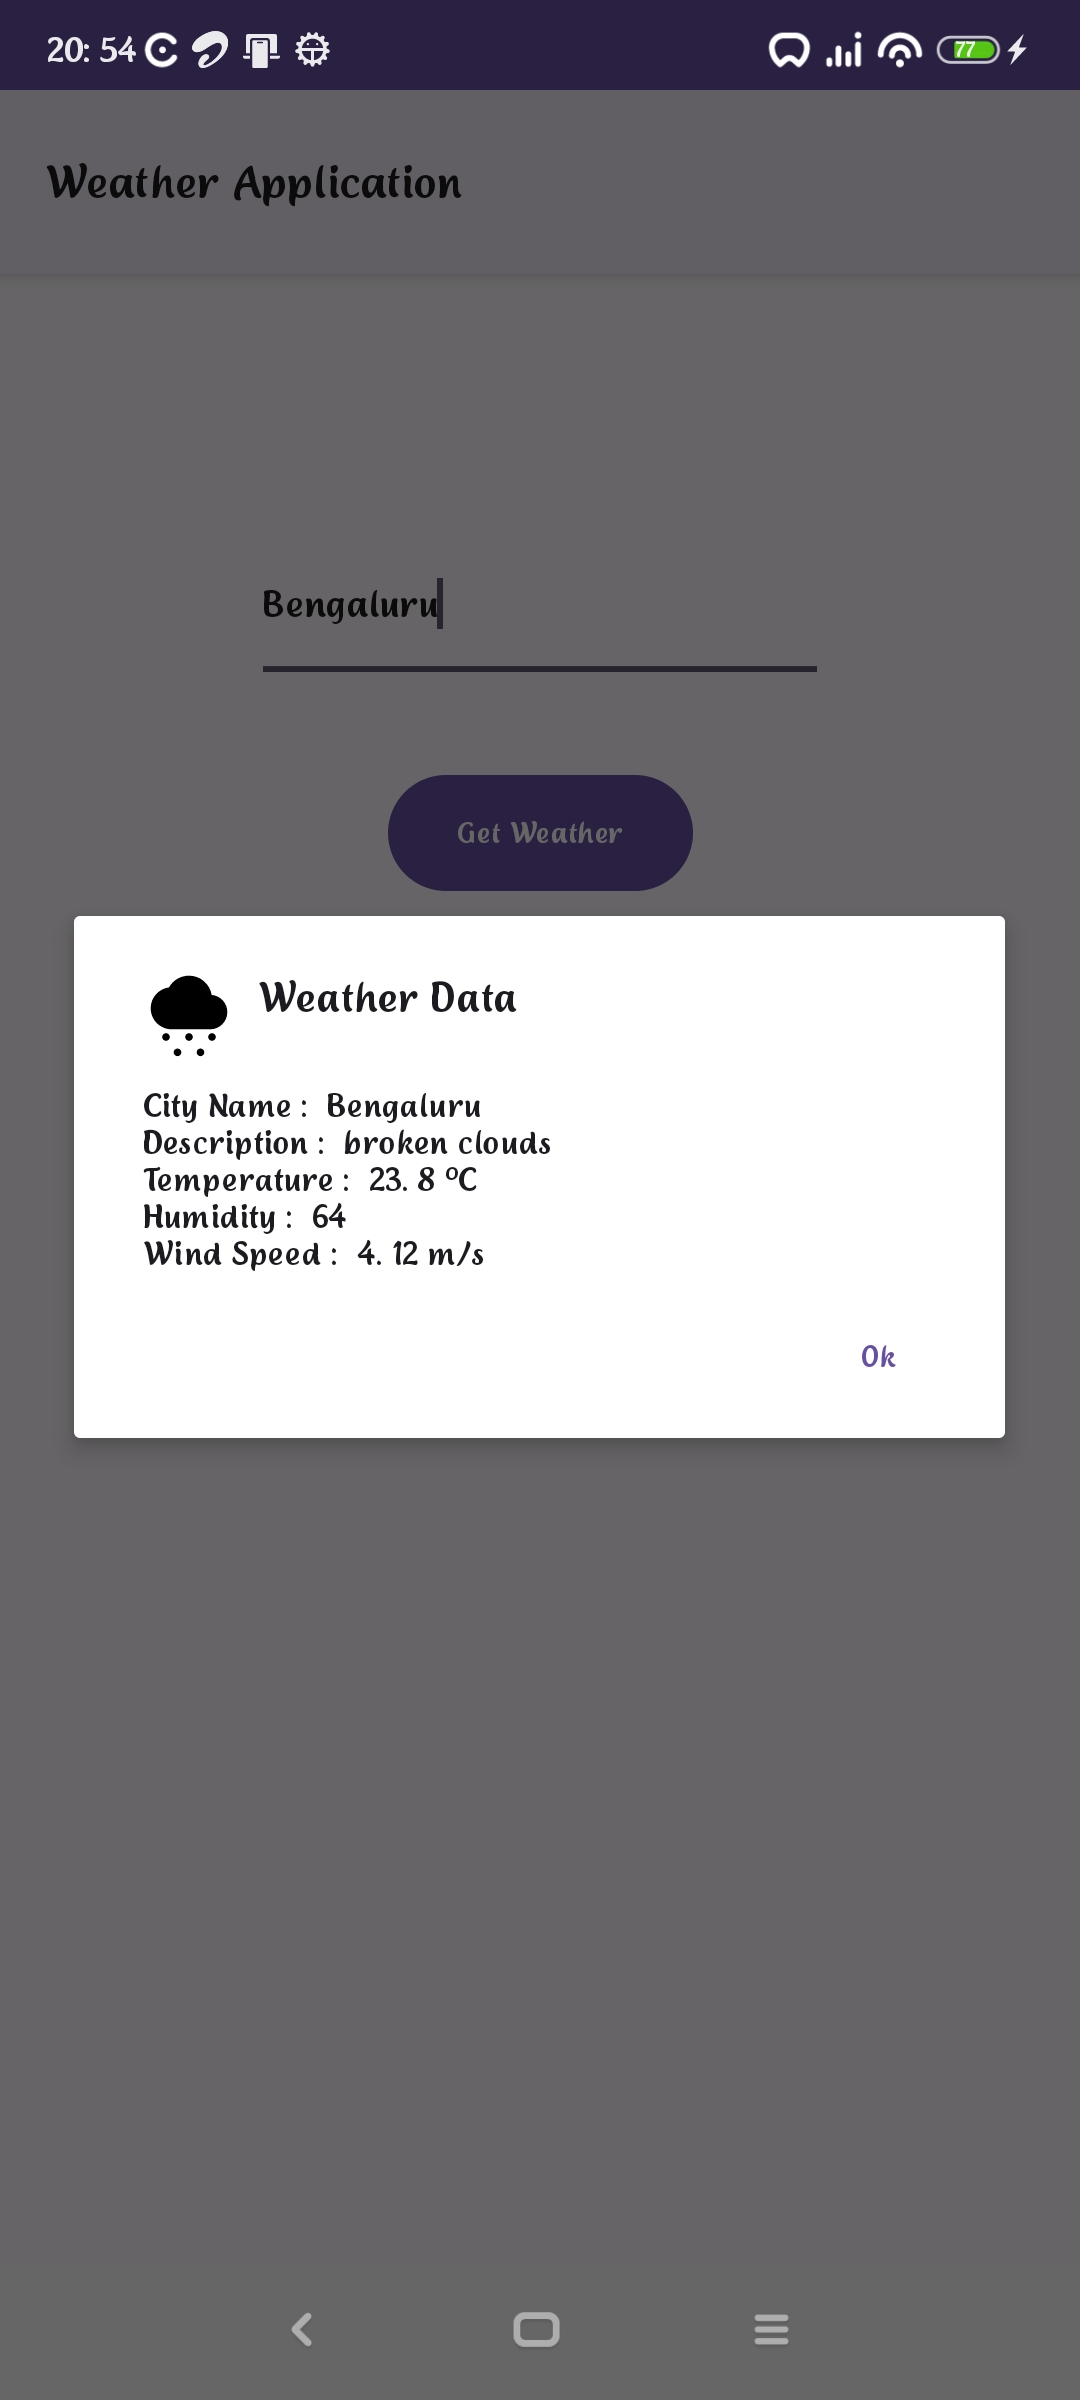 20: 54
77
Weather Application
Bengaluru
Get Weather
Weather Data
City Name :  Bengaluru
Description :  broken clouds
Temperature :  23. 8 ºC
Humidity :  64
Wind Speed :  4. 12 m/s
Ok